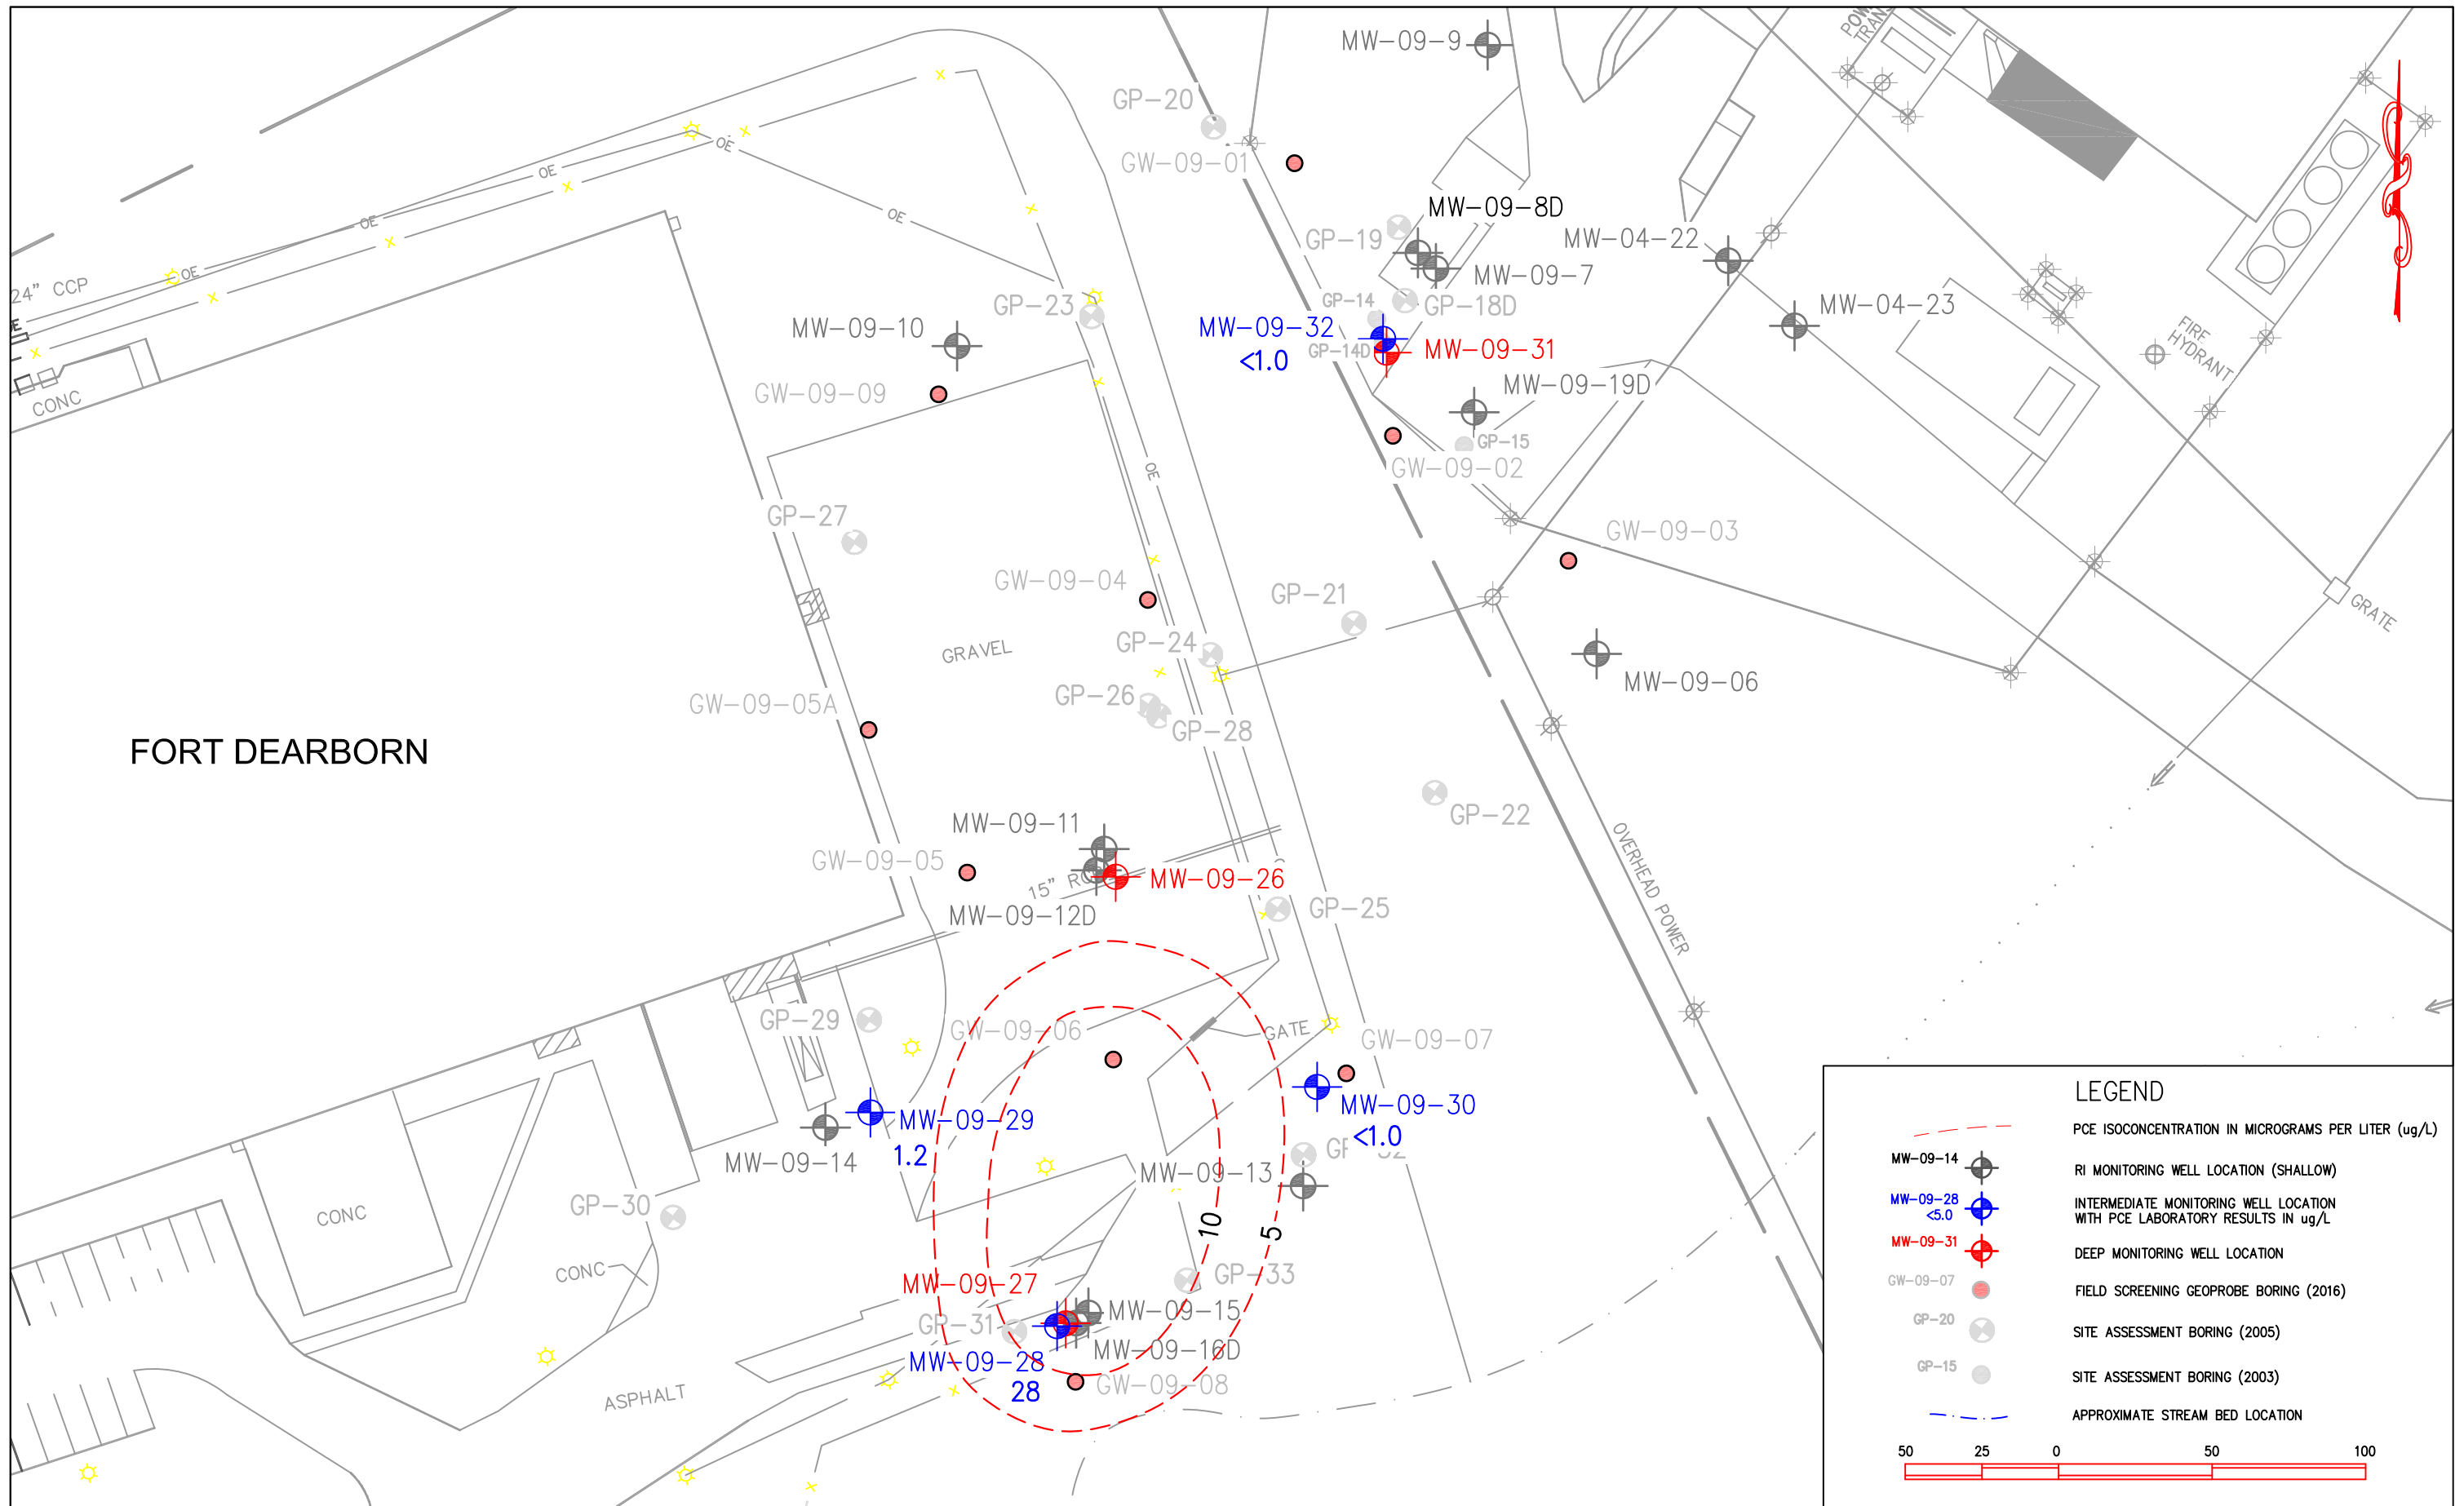 POW
TRANS
MW-09-9
GP-20
GW-09-01
OE
OE
OE
OE
OE
OE
24" CCP
CONC
MW-09-8D
GP-19
MW-04-22
MW-09-7
GP-23
GP-14
GP-18D
MW-04-23
MW-09-10
MW-09-32
<1.0
GP-14D
MW-09-31
FIRE
HYDRANT
MW-09-19D
GW-09-09
GP-15
GW-09-02
GP-27
GW-09-03
GW-09-04
GP-21
GRATE
GP-24
GRAVEL
MW-09-06
GW-09-05A
GP-26
GP-28
FORT DEARBORN
GP-22
MW-09-11
OVERHEAD POWER
GW-09-05
15" RC
MW-09-26
MW-09-12D
GP-25
GP-29
GW-09-06
GATE
GW-09-07
MW-09-29
1.2
MW-09-30
<1.0
MW-09-14
MW-09-13
GP-30
CONC
10
5
CONC
MW-09-27
GP-33
MW-09-15
GP-31
MW-09-16D
MW-09-28
28
GW-09-08
ASPHALT
LEGEND
PCE ISOCONCENTRATION IN MICROGRAMS PER LITER (ug/L)
MW-09-14
RI MONITORING WELL LOCATION (SHALLOW)
MW-09-28
<5.0
INTERMEDIATE MONITORING WELL LOCATION
WITH PCE LABORATORY RESULTS IN ug/L
MW-09-31
DEEP MONITORING WELL LOCATION
GW-09-07
FIELD SCREENING GEOPROBE BORING (2016)
GP-20
SITE ASSESSMENT BORING (2005)
GP-15
SITE ASSESSMENT BORING (2003)
APPROXIMATE STREAM BED LOCATION
50 25 0 50 100